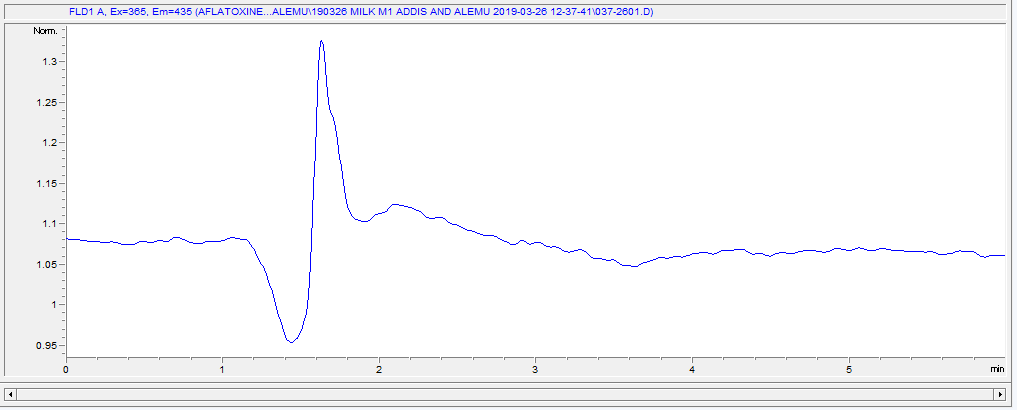 FLD1 A, Ex=365, Em=435 (AFLATOXINE...ALEMU\190326 MILK M1 ADDIS AND ALEMU 2019-03-26 12-37-41\037-2601.D)
Norm.
1.3
1.25
1.2
1.15
1.1
1.05
1
0.95
0 1 2 3 4 5 min